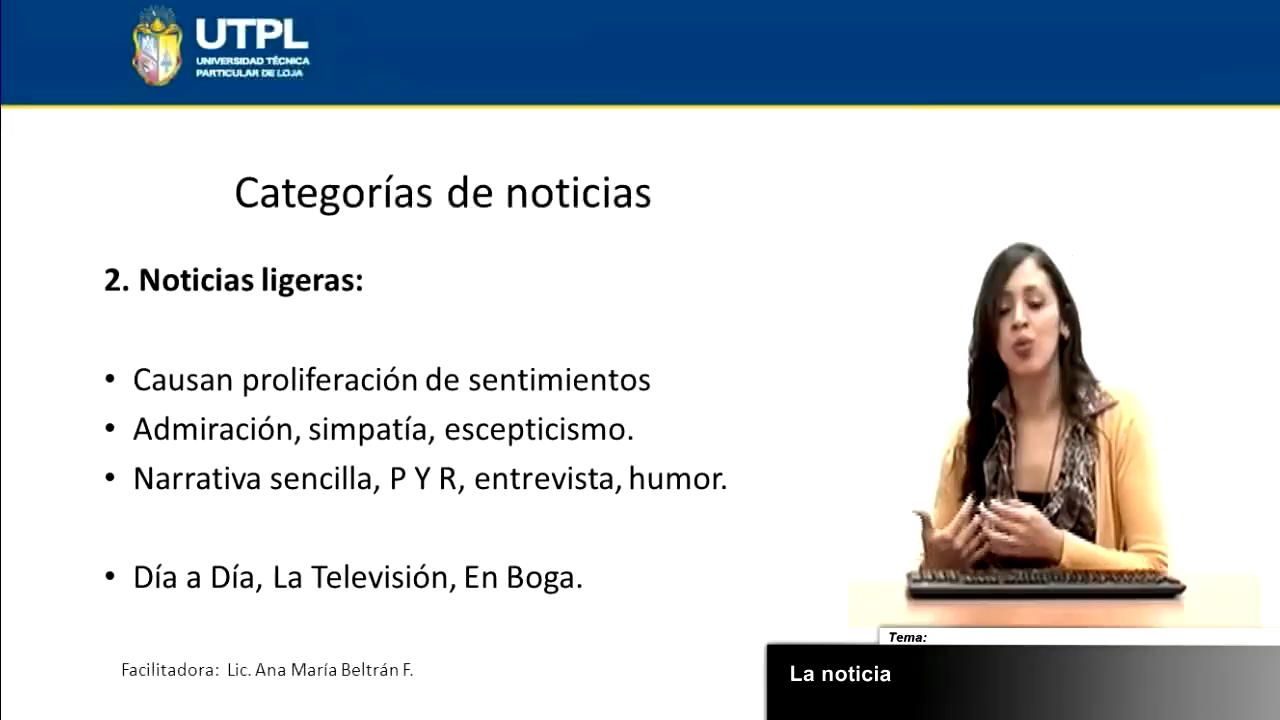 UTPL
UNIVERSIDAD TÉCNICA
PARTICULAR DE LOJA
Categorías de noticias
2. Noticias ligeras:
• Causan proliferación de sentimientos
• Admiración, simpatía, escepticismo.
• Narrativa sencilla, P Y R, entrevista, humor.
• Día a Día, La Televisión, En Boga.
Facilitadora: Lic. Ana María Beltrán F.
Tema:
La noticia